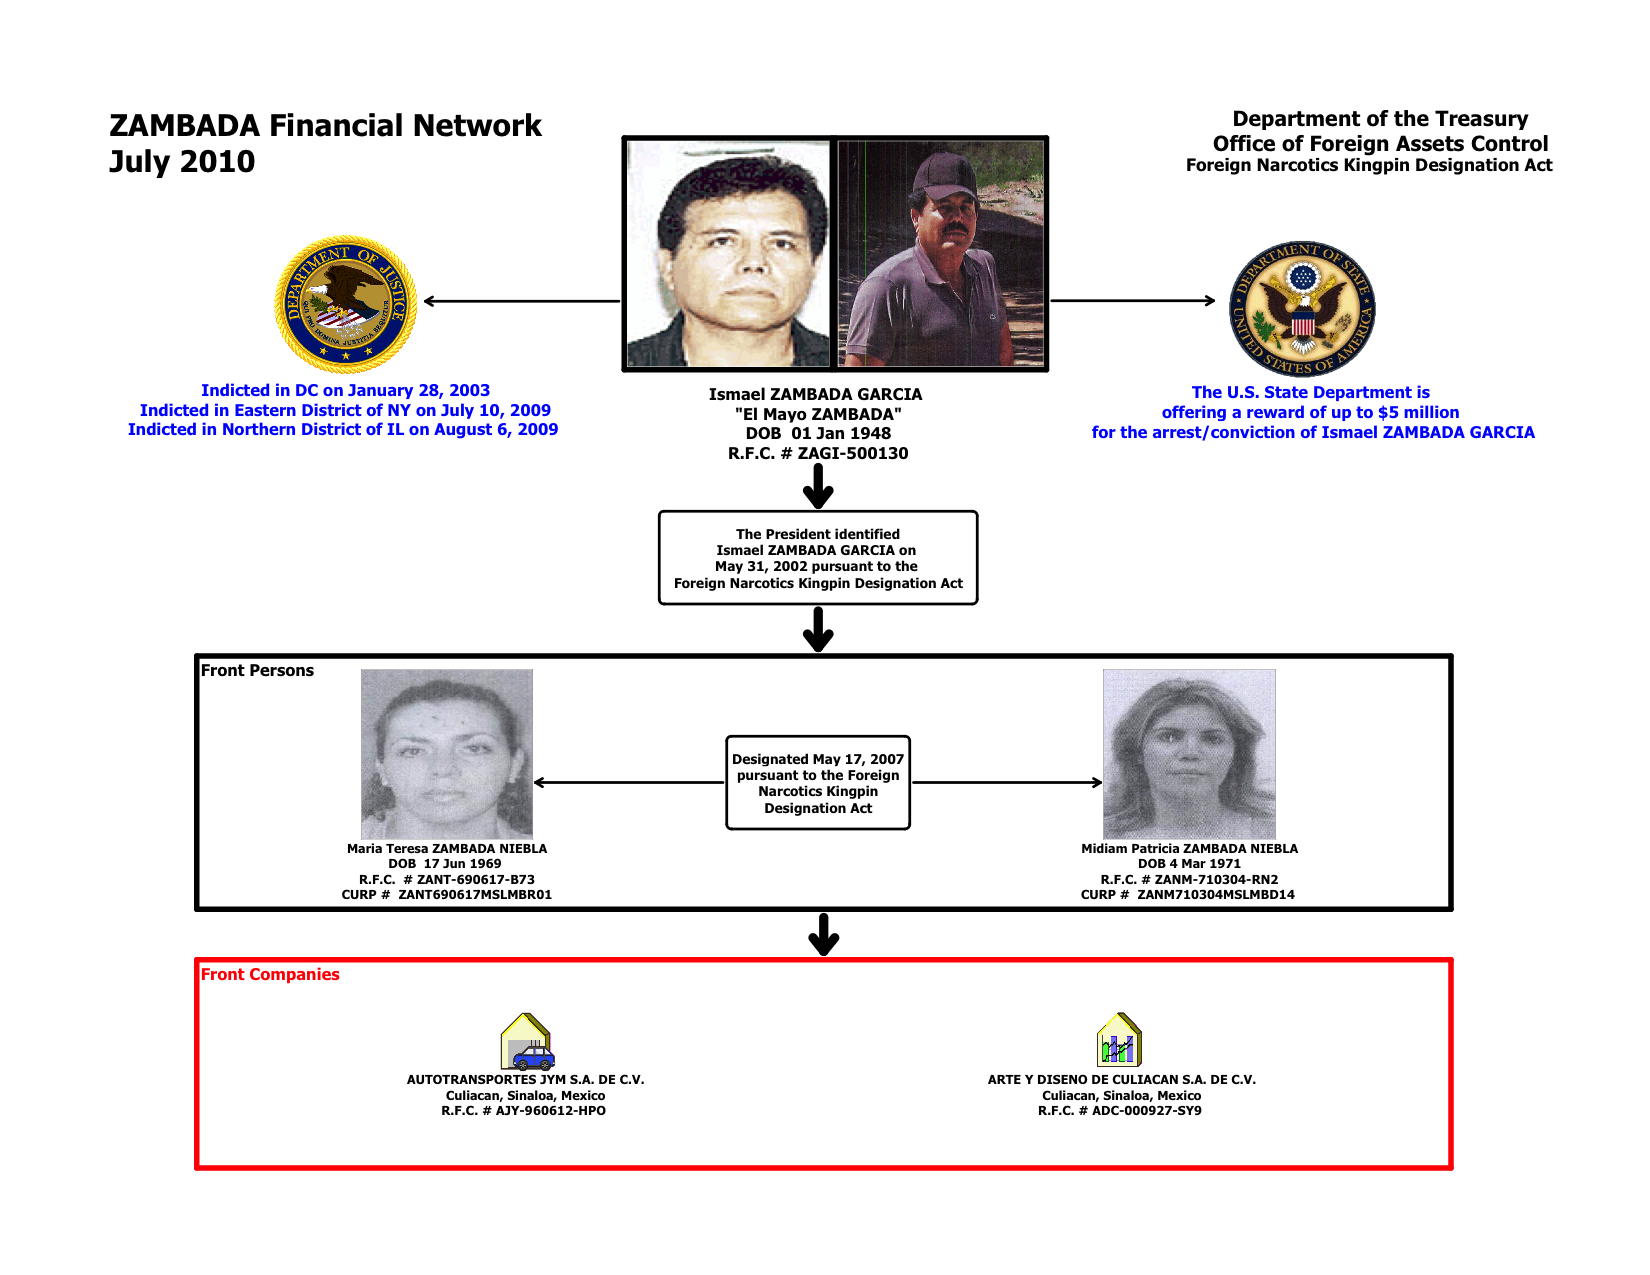 ZAMBADA Financial Network
July 2010
Department of the Treasury
Office of Foreign Assets Control
Foreign Narcotics Kingpin Designation Act
DEPARTMENT OF JUSTICE
QUI PRO DOMINA JUSTITIA SEQUITUR
DEPARTMENT OF STATE
UNITED STATES OF AMERICA
Indicted in DC on January 28, 2003
Indicted in Eastern District of NY on July 10, 2009
Indicted in Northern District of IL on August 6, 2009
Ismael ZAMBADA GARCIA
"El Mayo ZAMBADA"
DOB 01 Jan 1948
R.F.C. # ZAGI-500130
The U.S. State Department is
offering a reward of up to $5 million
for the arrest/conviction of Ismael ZAMBADA GARCIA
The President identified
Ismael ZAMBADA GARCIA on
May 31, 2002 pursuant to the
Foreign Narcotics Kingpin Designation Act
Front Persons
Designated May 17, 2007
pursuant to the Foreign
Narcotics Kingpin
Designation Act
Maria Teresa ZAMBADA NIEBLA
DOB 17 Jun 1969
R.F.C. # ZANT-690617-B73
CURP # ZANT690617MSLMBR01
Midiam Patricia ZAMBADA NIEBLA
DOB 4 Mar 1971
R.F.C. # ZANM-710304-RN2
CURP # ZANM710304MSLMBD14
Front Companies
AUTOTRANSPORTES JYM S.A. DE C.V.
Culiacan, Sinaloa, Mexico
R.F.C. # AJY-960612-HPO
ARTE Y DISENO DE CULIACAN S.A. DE C.V.
Culiacan, Sinaloa, Mexico
R.F.C. # ADC-000927-SY9